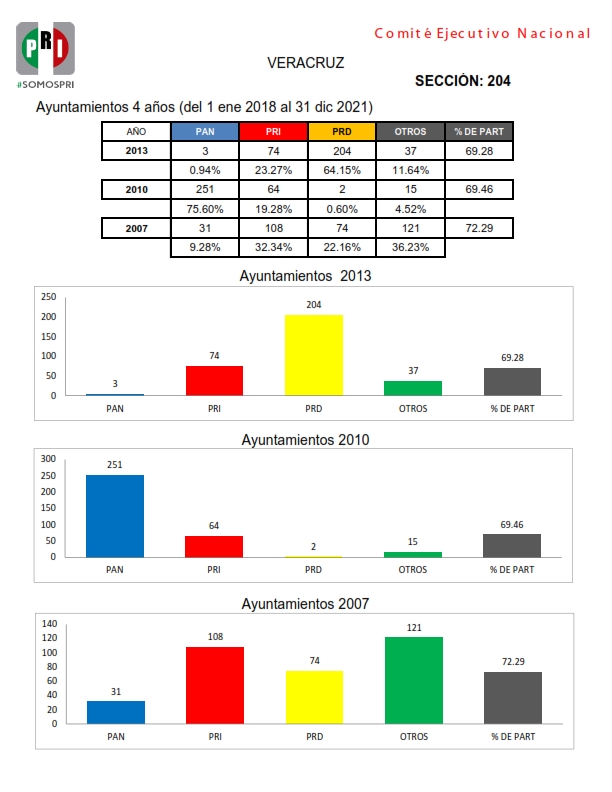 Comité Ejecutivo Nacional
PRI
#SOMOSPRI
VERACRUZ
SECCIÓN: 204
Ayuntamientos 4 años (del 1 ene 2018 al 31 dic 2021)
AÑO PAN PRI PRD OTROS % DE PART
2013 3 74 204 37 69.28
0.94% 23.27% 64.15% 11.64%
2010 251 64 2 15 69.46
75.60% 19.28% 0.60% 4.52%
2007 31 108 74 121 72.29
9.28% 32.34% 22.16% 36.23%
Ayuntamientos 2013
250
200
150
100
50
0
3
74
204
37
69.28
PAN PRI PRD OTROS % DE PART
Ayuntamientos 2010
300
250
200
150
100
50
0
251
64
2
15
69.46
PAN PRI PRD OTROS % DE PART
Ayuntamientos 2007
140
120
100
80
60
40
20
0
31
108
74
121
72.29
PAN PRI PRD OTROS % DE PART